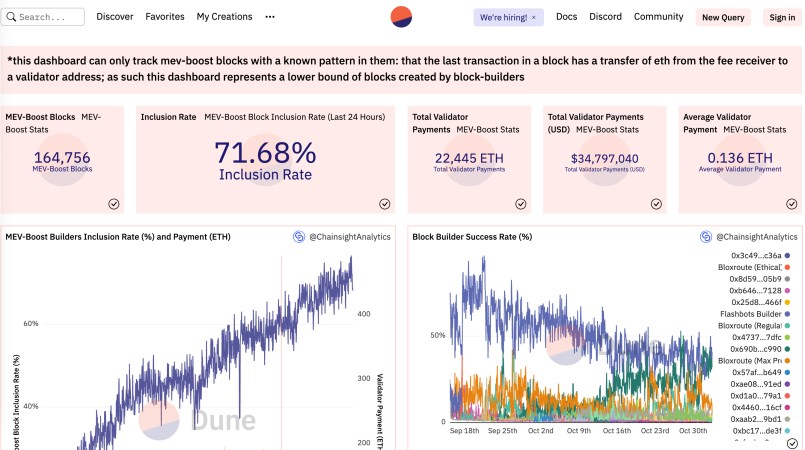 Search...
Discover
Favorites
My Creations
We're hiring! ×
Docs
Discord
Community
New Query
Sign in
*this dashboard can only track mev-boost blocks with a known pattern in them: that the last transaction in a block has a transfer of eth from the fee receiver to
a validator address; as such this dashboard represents a lower bound of blocks created by block-builders
MEV-Boost Blocks MEV-
Boost Stats
164,756
MEV-Boost Blocks
Inclusion Rate MEV-Boost Block Inclusion Rate (Last 24 Hours)
71.68%
Inclusion Rate
Total Validator
Payments MEV-Boost Stats
22,445 ETH
Total Validator Payments
Total Validator Payments
(USD) MEV-Boost Stats
$34,797,040
Total Validator Payments (USD)
Average Validator
Payment MEV-Boost Stats
0.136 ETH
Average Validator Payment
MEV-Boost Builders Inclusion Rate (%) and Payment (ETH)
@ChainsightAnalytics
60%
40%
400
300
200
oost Block Inclusion Rate (%)
Validator Payment (ETH
Dune
Block Builder Success Rate (%)
@ChainsightAnalytics
50%
0
Sep 18th
Sep 25th
Oct 2nd
Oct 9th
Oct 16th
Oct 23rd
Oct 30th
0x3c49...c36a
Bloxroute (Ethical)
0x8d59...05b9
0xb646...7128
0x25d8...466f
Flashbots Builder
Bloxroute (Regulat
0x4737...7dfc
0x690b...c990
Bloxroute (Max Pro
0x57af...b649
0xae08...91ed
0xd1a0...79a1
0x4460...16cf
0xaab2...9bd1
0xbc17...de3f